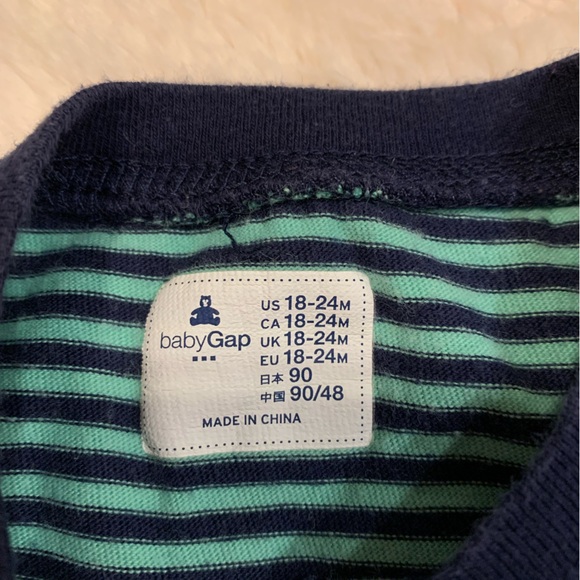 babyGap
US 18-24M
CA 18-24M
UK 18-24M
EU 18-24M
日本 90
中国 90/48
MADE IN CHINA